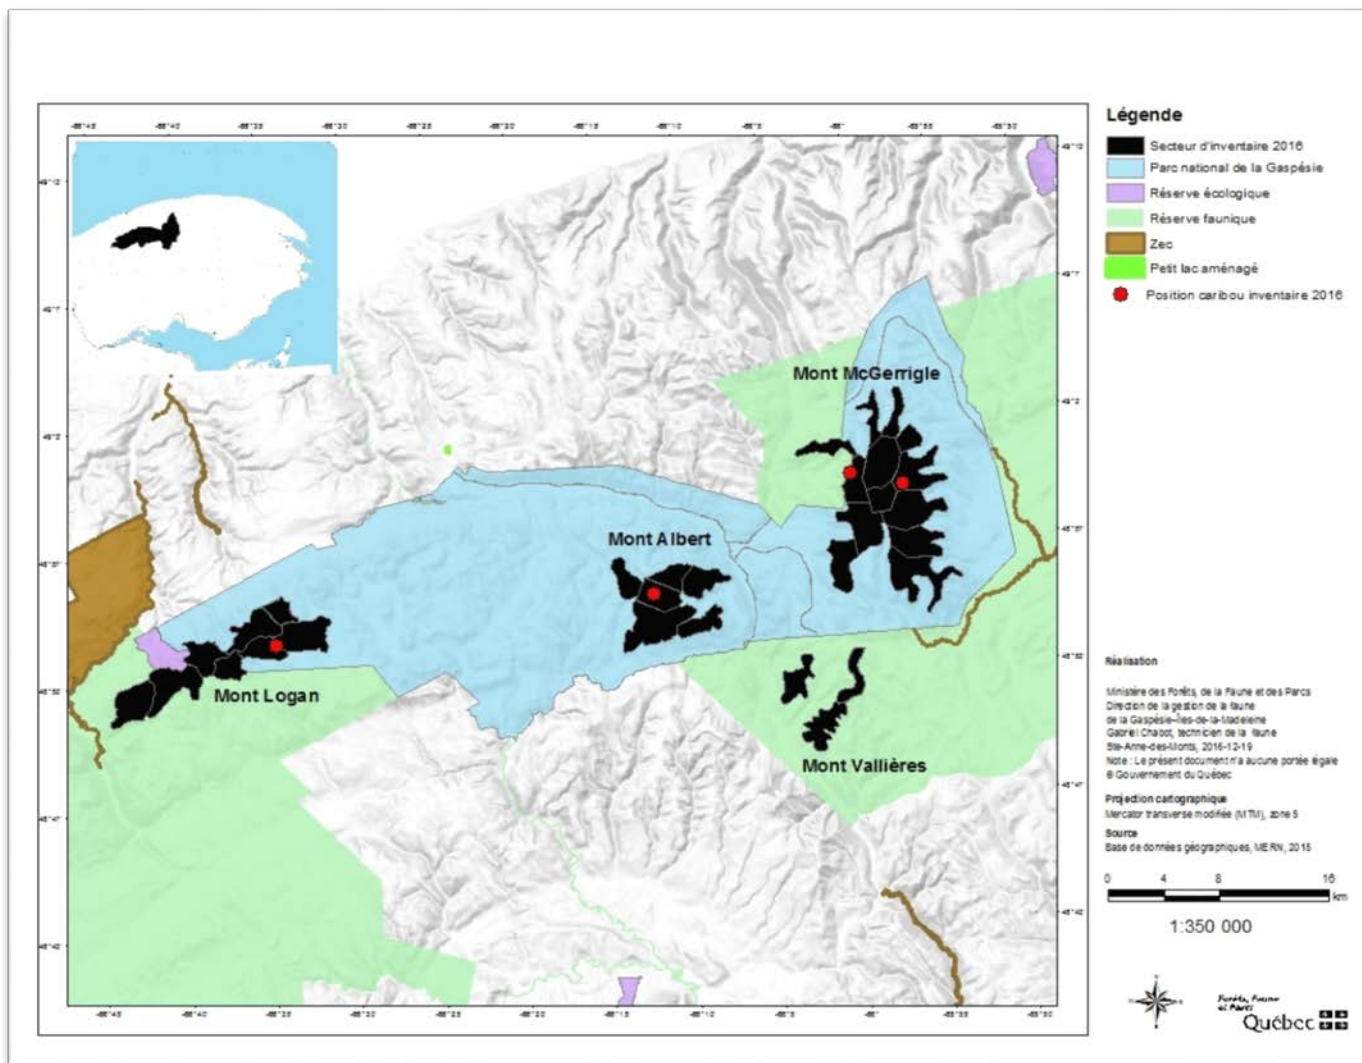 Légende
Secteur d'inventaire 2016
Parc national de la Gaspésie
Réserve écologique
Réserve faunique
Zec
Petit lac aménagé
Position caribou inventaire 2016
Mont McGerrigle
Mont Albert
Mont Logan
Mont Vallières
Réalisation
Ministère des Forêts, de la Faune et des Parcs
Direction de la gestion de la faune
de la Gaspésie–Îles-de-la-Madeleine
Gabriel Chabot, technicien de la faune
Ste-Anne-des-Monts, 2016-12-19
Note : Le présent document n'a aucune portée légale
© Gouvernement du Québec
Projection cartographique
Mercator transverse modifiée (MTM), zone 5
Source
Base de données géographiques, MERN, 2015
0 4 8 16
km
1:350 000
Forêts, Faune
et Parcs
Québec